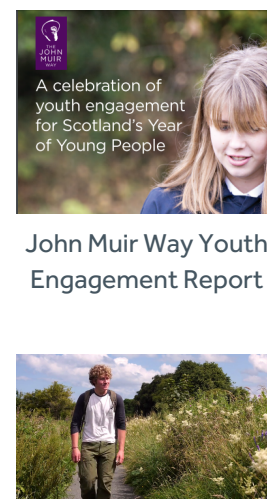 THE
JOHN
MUIR
WAY
A celebration of
youth engagement
for Scotland's Year
of Young People
John Muir Way Youth
Engagement Report